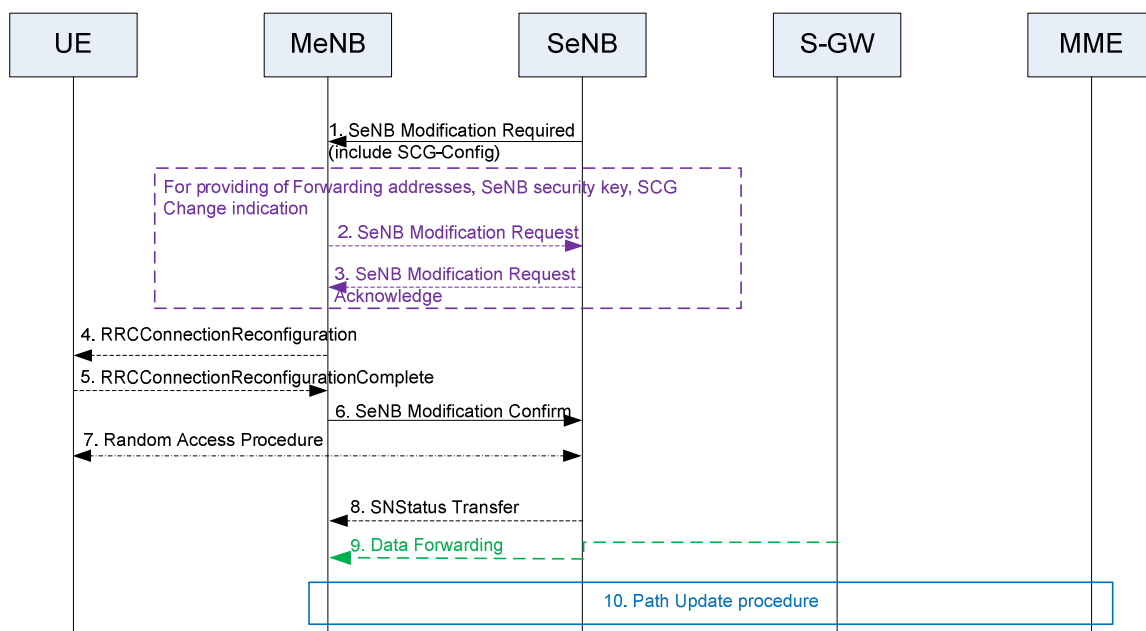 UE
MeNB
SeNB
S-GW
MME
1. SeNB Modification Required
(include SCG-Config)
For providing of Forwarding addresses, SeNB security key, SCG
Change indication
2. SeNB Modification Request
3. SeNB Modification Request
Acknowledge
4. RRCConnectionReconfiguration
5. RRCConnectionReconfigurationComplete
6. SeNB Modification Confirm
7. Random Access Procedure
8. SNStatus Transfer
9. Data Forwarding
10. Path Update procedure